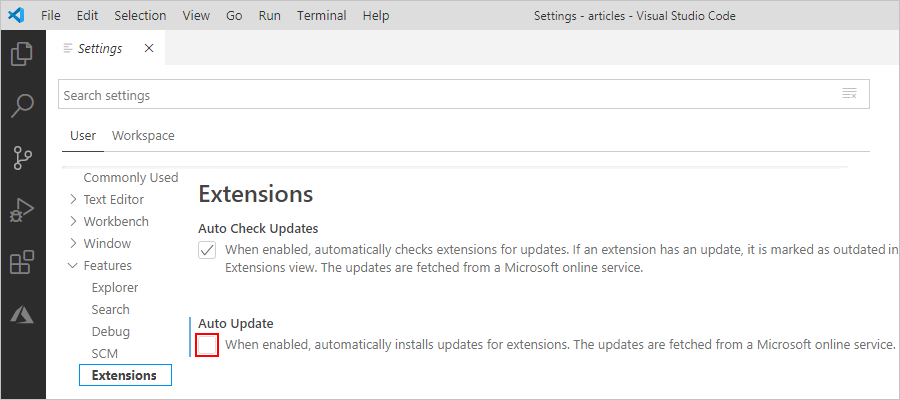 File Edit Selection View Go Run Terminal Help Settings - articles - Visual Studio Code
Settings
Search settings
User Workspace
Commonly Used
Text Editor
Workbench
Window
Features
Explorer
Search
Debug
SCM
Extensions
Extensions
Auto Check Updates
When enabled, automatically checks extensions for updates. If an extension has an update, it is marked as outdated in
Extensions view. The updates are fetched from a Microsoft online service.
Auto Update
When enabled, automatically installs updates for extensions. The updates are fetched from a Microsoft online service.